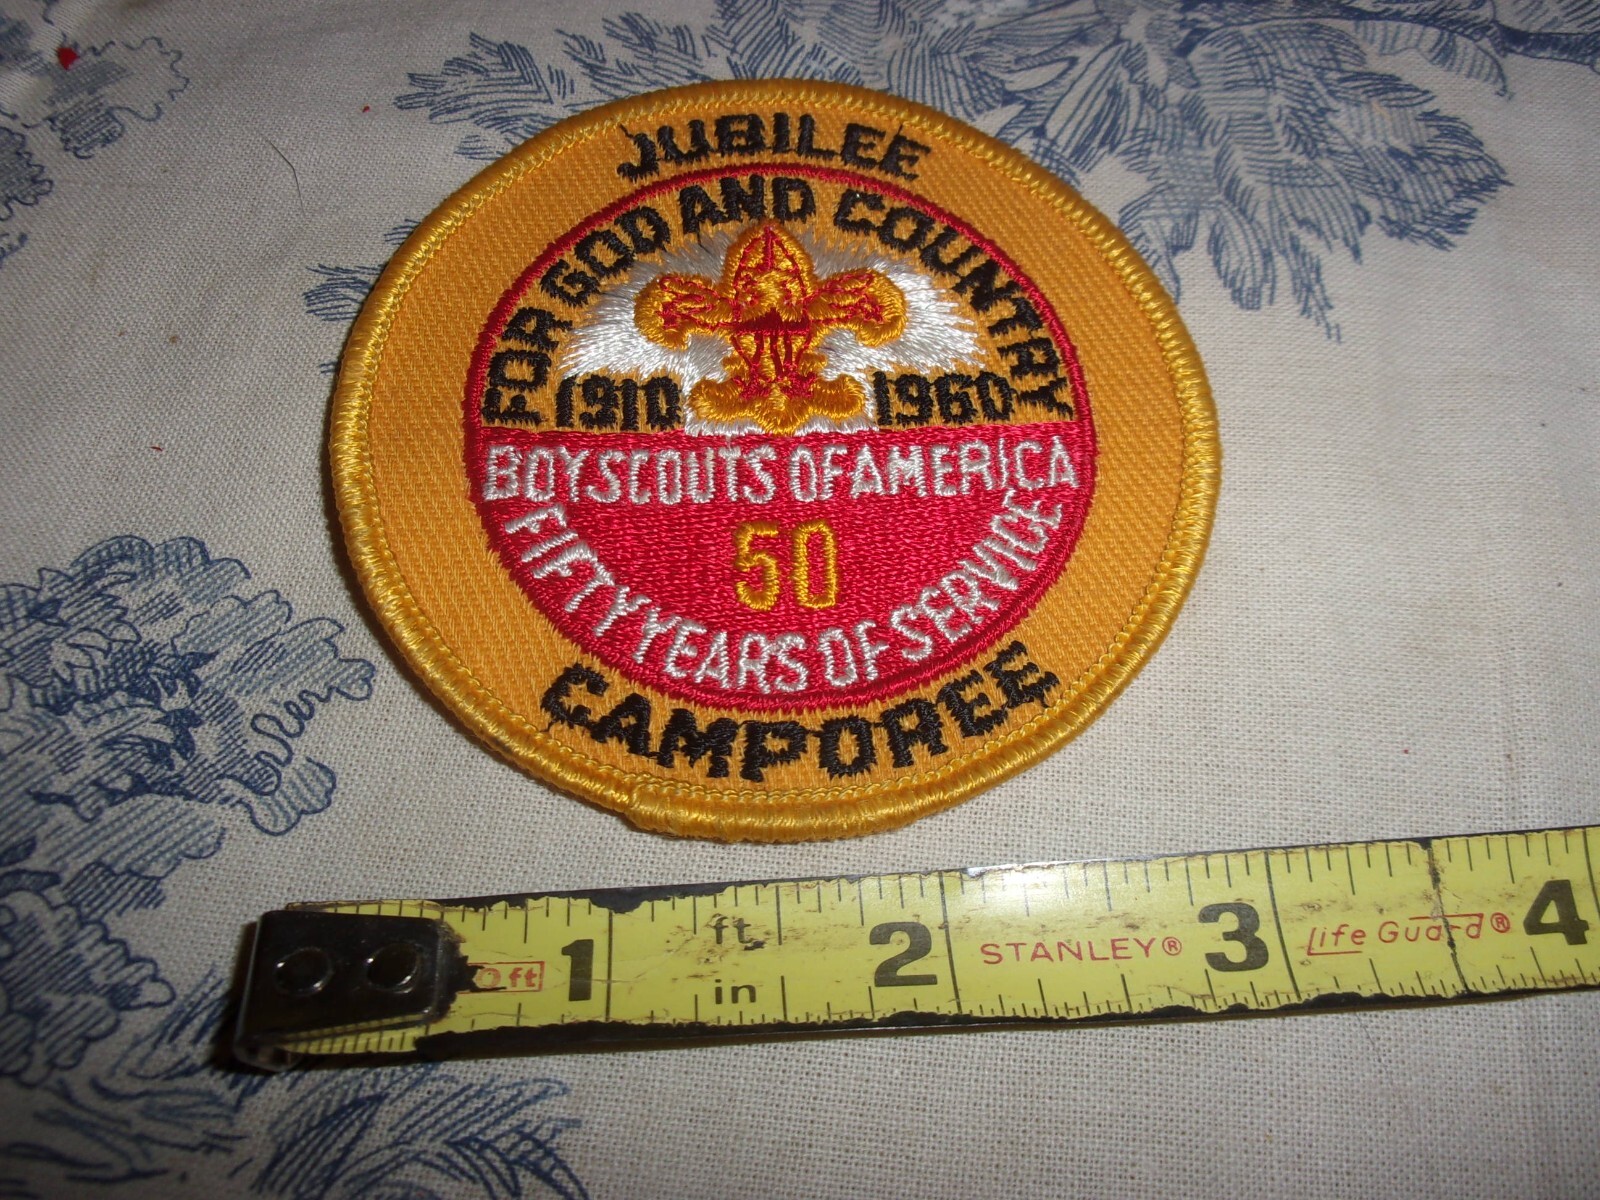 JUBILEE
FOR GOD AND COUNTRY
1910 1960
BOY SCOUTS OF AMERICA
50
FIFTY YEARS OF SERVICE
CAMPOREE
ft 1 ft in 2 STANLEY® 3 Life Guard® 4